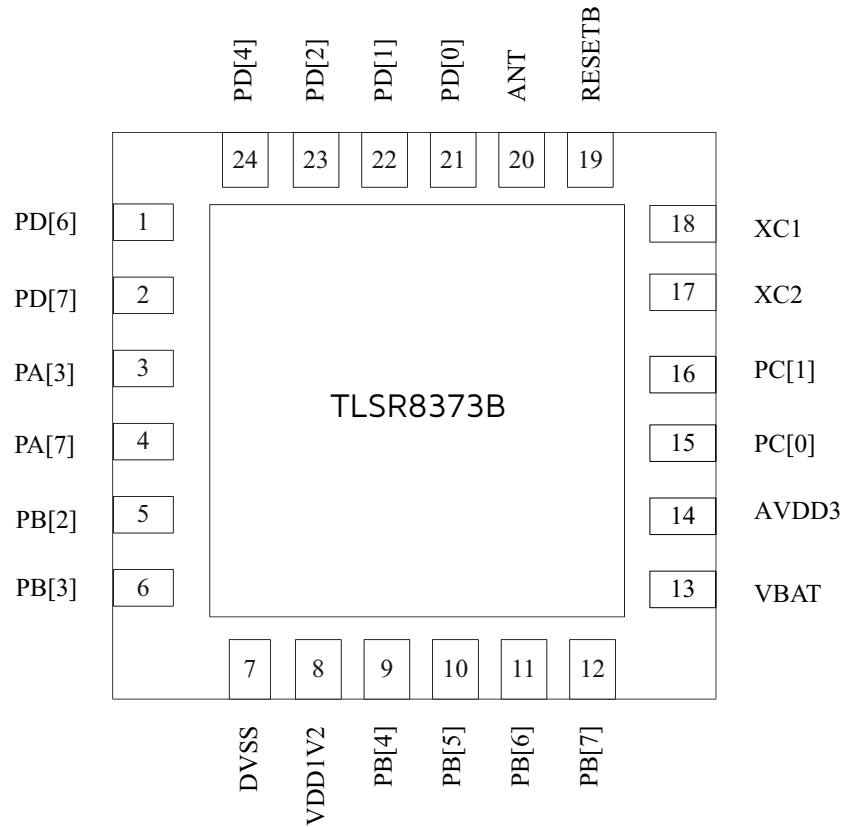 PD[4] PD[2] PD[1] PD[0] ANT RESETB
24 23 22 21 20 19
PD[6] 1 18 XC1
PD[7] 2 17 XC2
PA[3] 3 16 PC[1]
TLSR8373B
PA[7] 4 15 PC[0]
PB[2] 5 14 AVDD3
PB[3] 6 13 VBAT
7 8 9 10 11 12
DVSS VDD1V2 PB[4] PB[5] PB[6] PB[7]